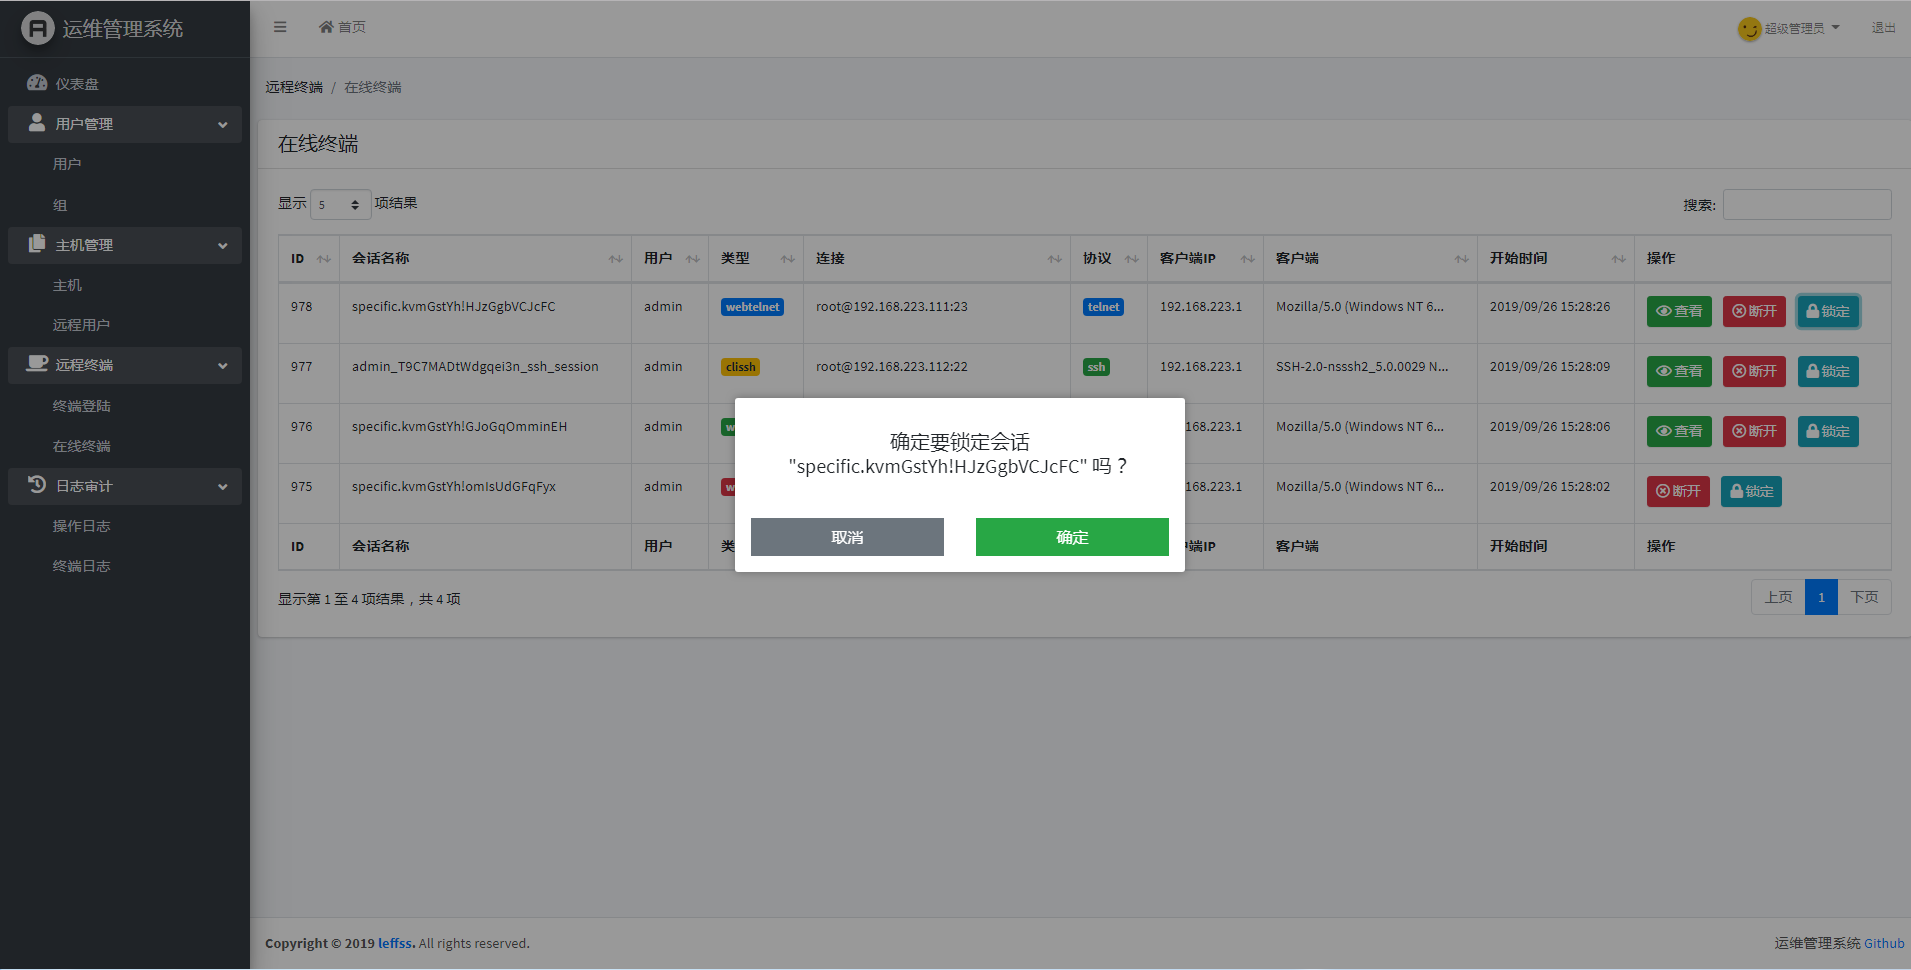 运维管理系统
首页
超级管理员
退出
仪表盘
用户管理
用户
组
主机管理
主机
远程用户
远程终端
终端登陆
在线终端
日志审计
操作日志
终端日志
远程终端 / 在线终端
在线终端
显示 5 项结果
搜索:
ID 会话名称 用户 类型 连接 协议 客户端IP 客户端 开始时间 操作
978 specific.kvmGstYh!HJzGgbVCJcFC admin webtelnet root@192.168.223.111:23 telnet 192.168.223.1 Mozilla/5.0 (Windows NT 6... 2019/09/26 15:28:26 查看 断开 锁定
977 admin_T9C7MADtWdgqei3n_ssh_session admin clissh root@192.168.223.112:22 ssh 192.168.223.1 SSH-2.0-nsssh2_5.0.0029 N... 2019/09/26 15:28:09 查看 断开 锁定
976 specific.kvmGstYh!GJoGqOmminEH admin w .168.223.1 Mozilla/5.0 (Windows NT 6... 2019/09/26 15:28:06 查看 断开 锁定
975 specific.kvmGstYh!omIsUdGFqFyx admin w .168.223.1 Mozilla/5.0 (Windows NT 6... 2019/09/26 15:28:02 断开 锁定
ID 会话名称 用户 类 端IP 客户端 开始时间 操作
显示第 1 至 4 项结果，共 4 项
上页 1 下页
确定要锁定会话
"specific.kvmGstYh!HJzGgbVCJcFC" 吗？
取消 确定
Copyright © 2019 leffss. All rights reserved.
运维管理系统 Github